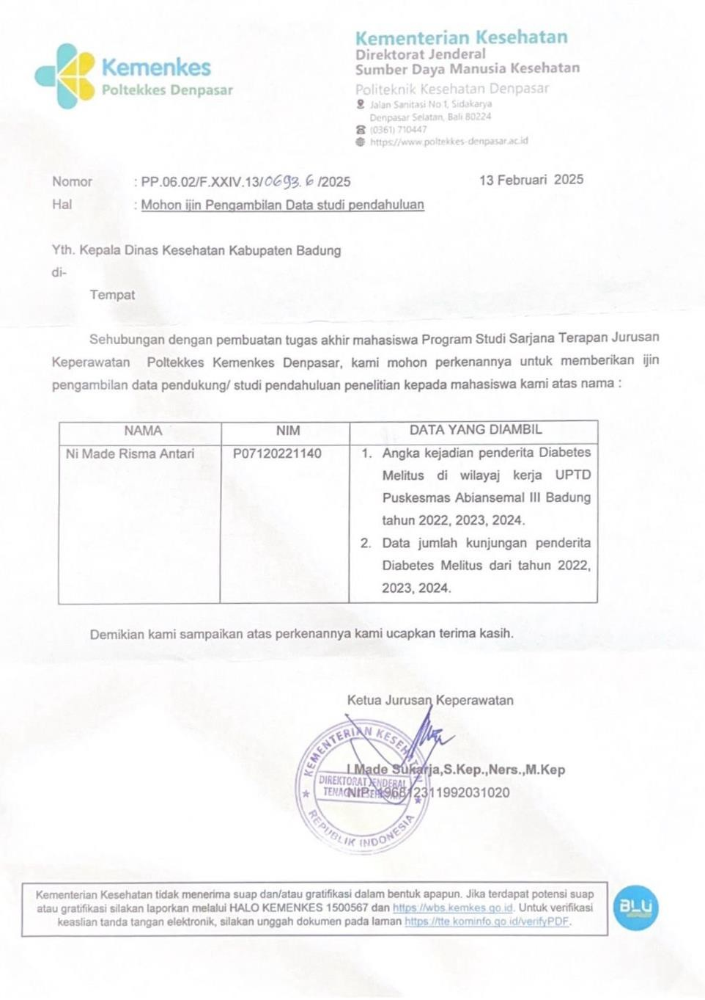 Kemenkes
Poltekkes Denpasar
Kementerian Kesehatan
Direktorat Jenderal
Sumber Daya Manusia Kesehatan
Politeknik Kesehatan Denpasar
Jalan Sanitasi No 1, Sidakarya
Denpasar Selatan, Bali 80224
(0361) 710447
https://www.poltekkes-denpasar.ac.id
Nomor : PP.06.02/F.XXIV.13/0693.6/2025 13 Februari 2025
Hal : Mohon ijin Pengambilan Data studi pendahuluan
Yth. Kepala Dinas Kesehatan Kabupaten Badung
di-
Tempat
Sehubungan dengan pembuatan tugas akhir mahasiswa Program Studi Sarjana Terapan Jurusan
Keperawatan Poltekkes Kemenkes Denpasar, kami mohon perkenannya untuk memberikan ijin
pengambilan data pendukung/ studi pendahuluan penelitian kepada mahasiswa kami atas nama :
NAMA NIM DATA YANG DIAMBIL
Ni Made Risma Antari P07120221140 1. Angka kejadian penderita Diabetes
Melitus di wilayaj kerja UPTD
Puskesmas Abiansemal III Badung
tahun 2022, 2023, 2024.
2. Data jumlah kunjungan penderita
Diabetes Melitus dari tahun 2022,
2023, 2024.
Demikian kami sampaikan atas perkenannya kami ucapkan terima kasih.
Ketua Jurusan Keperawatan
KEMENTERIAN KESEHATAN
DIREKTORAT JENDERAL
REPUBLIK INDONESIA
I Made Sukarja,S.Kep.,Ners.,M.Kep
NIP. 196812311992031020
Kementerian Kesehatan tidak menerima suap dan/atau gratifikasi dalam bentuk apapun. Jika terdapat potensi suap
atau gratifikasi silakan laporkan melalui HALO KEMENKES 1500567 dan https://wbs.kemkes.go.id. Untuk verifikasi
keaslian tanda tangan elektronik, silakan unggah dokumen pada laman https://tte.kominfo.go.id/verifyPDF.
BLU